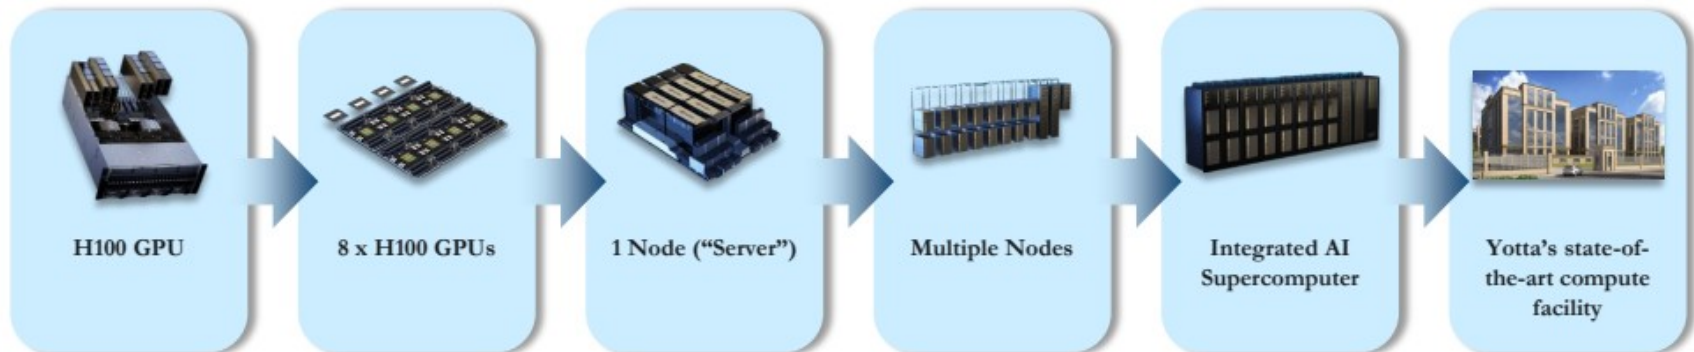 H100 GPU
8 x H100 GPUs
1 Node (“Server”)
Multiple Nodes
Integrated AI
Supercomputer
Yotta’s state-of-
the-art compute
facility